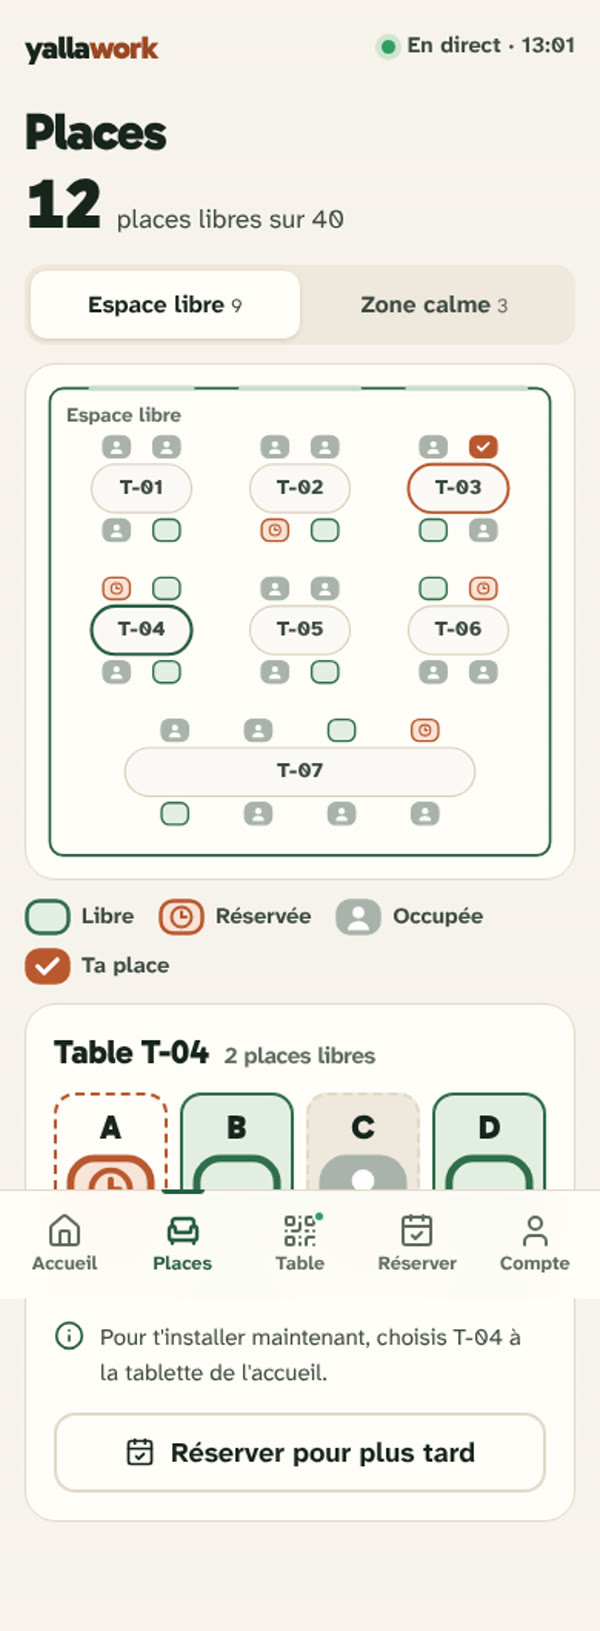 yallawork
En direct · 13:01
Places
12 places libres sur 40
Espace libre 9
Zone calme 3
Espace libre
T-01 T-02 T-03
T-04 T-05 T-06
T-07
Libre Réservée Occupée
Ta place
Table T-04 2 places libres
A B C D
Accueil Places Table Réserver Compte
Pour t'installer maintenant, choisis T-04 à
la tablette de l'accueil.
Réserver pour plus tard